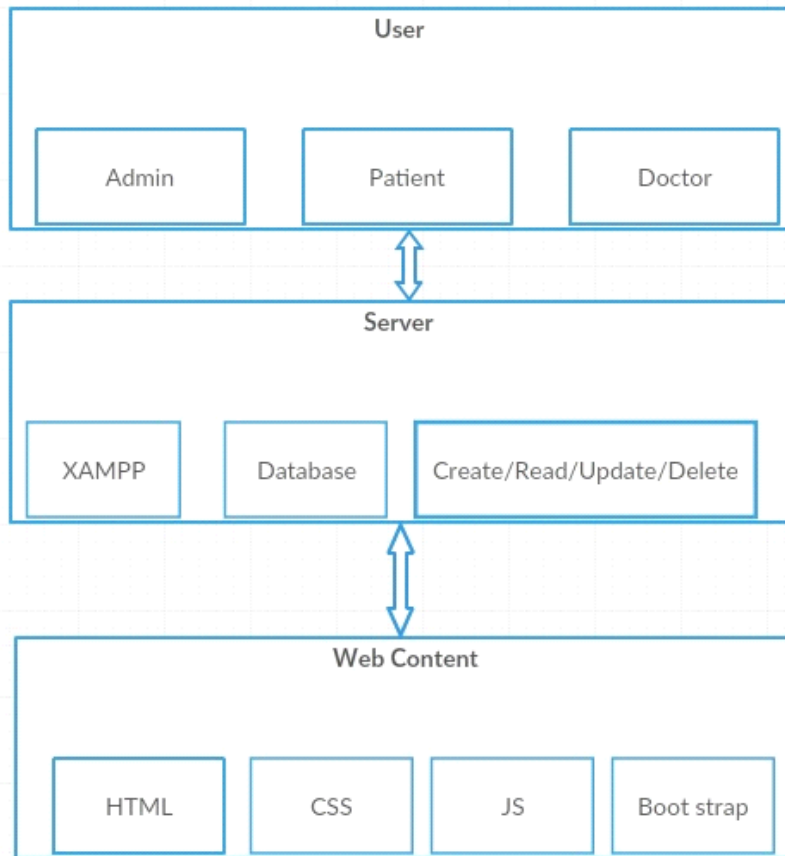 User
Admin
Patient
Doctor
Server
XAMPP
Database
Create/Read/Update/Delete
Web Content
HTML
CSS
JS
Boot strap